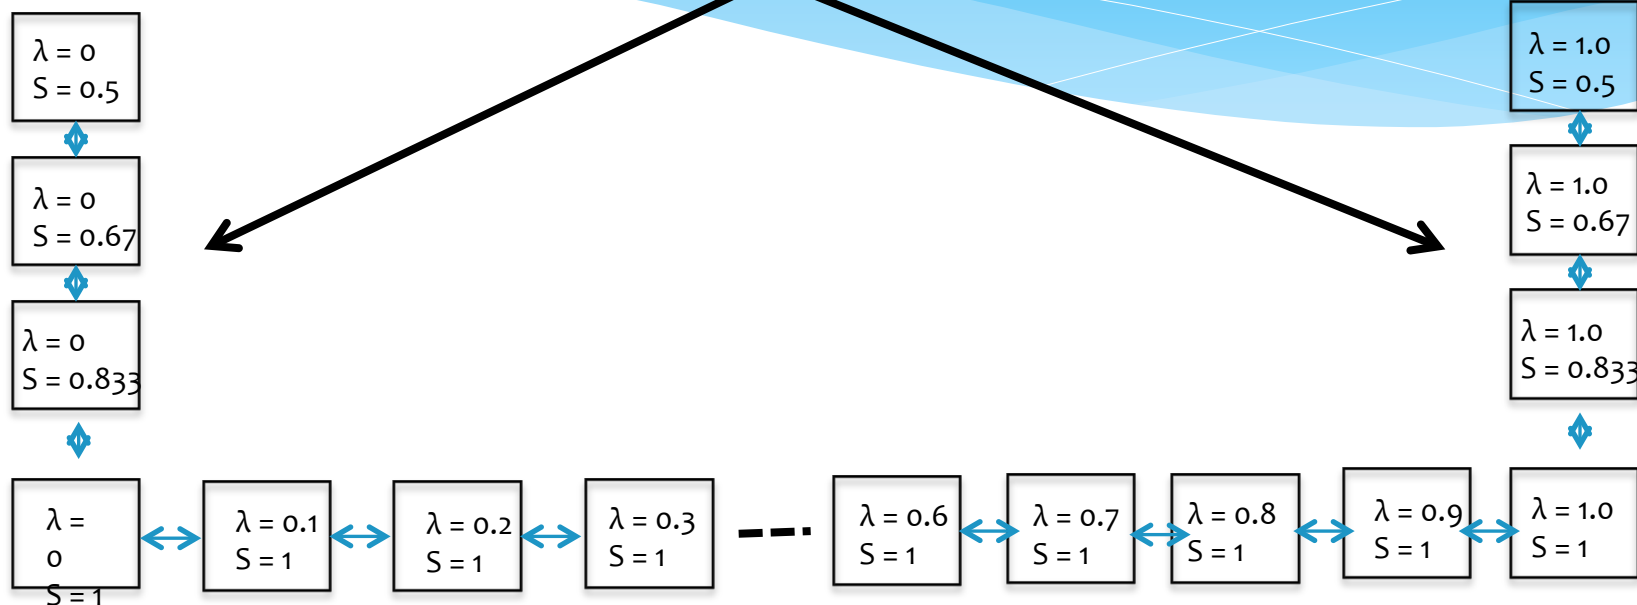 λ = 0
S = 0.5
λ = 1.0
S = 0.5
λ = 0
S = 0.67
λ = 1.0
S = 0.67
λ = 0
S = 0.833
λ = 1.0
S = 0.833
λ =
0
S = 1
λ = 0.1
S = 1
λ = 0.2
S = 1
λ = 0.3
S = 1
λ = 0.6
S = 1
λ = 0.7
S = 1
λ = 0.8
S = 1
λ = 0.9
S = 1
λ = 1.0
S = 1